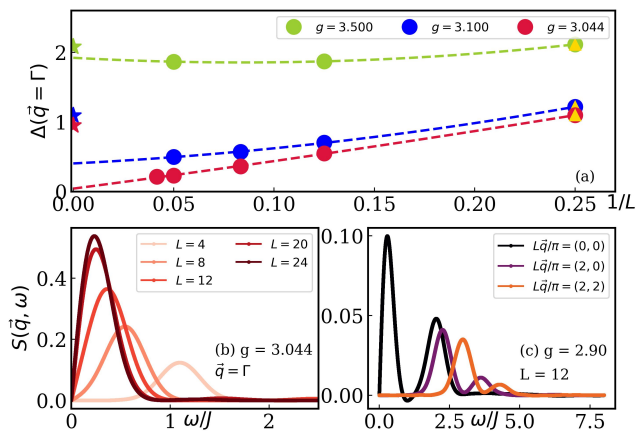 g = 3.500 g = 3.100 g = 3.044
Δ(q⃗ = Γ)
2
1
0
(a)
0.00 0.05 0.10 0.15 0.20 0.25 1/L
L = 4 L = 20
L = 8 L = 24
L = 12
S(q⃗, ω)
0.4
0.2
0.0
(b) g = 3.044
q⃗ = Γ
0 1 2
ω/J
Lq⃗/π = (0, 0)
Lq⃗/π = (2, 0)
Lq⃗/π = (2, 2)
0.10
0.05
0.00
(c) g = 2.90
L = 12
0.0 2.5 5.0 7.5
ω/J